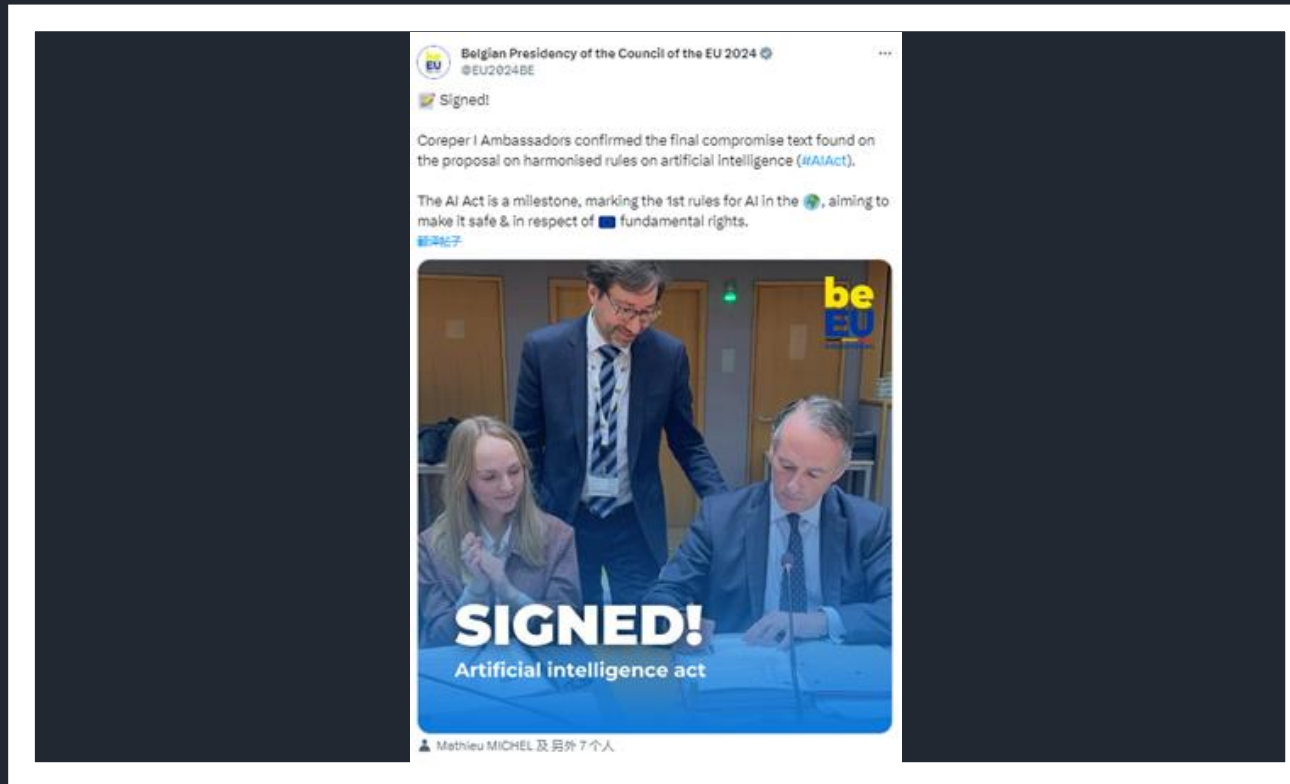 be
EU
Belgian Presidency of the Council of the EU 2024
@EU2024BE
Signed!
Coreper I Ambassadors confirmed the final compromise text found on
the proposal on harmonised rules on artificial intelligence (#AIAct).
The AI Act is a milestone, marking the 1st rules for AI in the 🌍, aiming to
make it safe & in respect of 🇪🇺 fundamental rights.
翻译帖子
be
EU
SIGNED!
Artificial intelligence act
Mathieu MICHEL 及 另外 7 个人